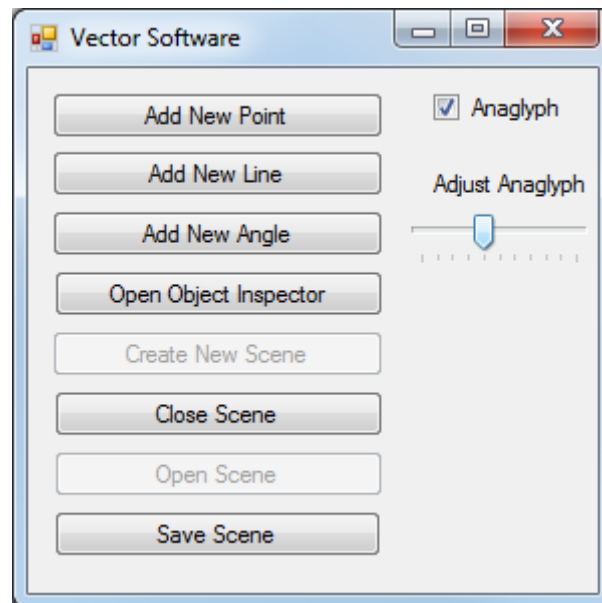 Vector Software
Add New Point
Anaglyph
Add New Line
Adjust Anaglyph
Add New Angle
Open Object Inspector
Create New Scene
Close Scene
Open Scene
Save Scene